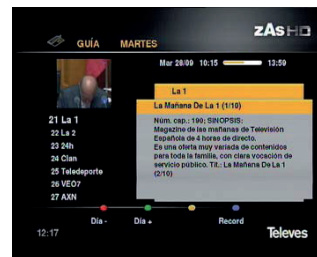 zAs HD
GUÍA MARTES
Mar 28/09 10:15 13:59
La 1
La Mañana De La 1 (1/10)
Núm. cap.: 190; SINOPSIS:
Magazine de las mañanas de Televisión
Española de 4 horas de directo.
Es una oferta muy variada de contenidos
para toda la familia, con clara vocación de
servicio público. Tit.: La Mañana De La 1
(2/10)
21 La 1
22 La 2
23 24h
24 Clan
25 Teledeporte
26 VEO7
27 AXN
Día - Día + Record
12:17
Televes